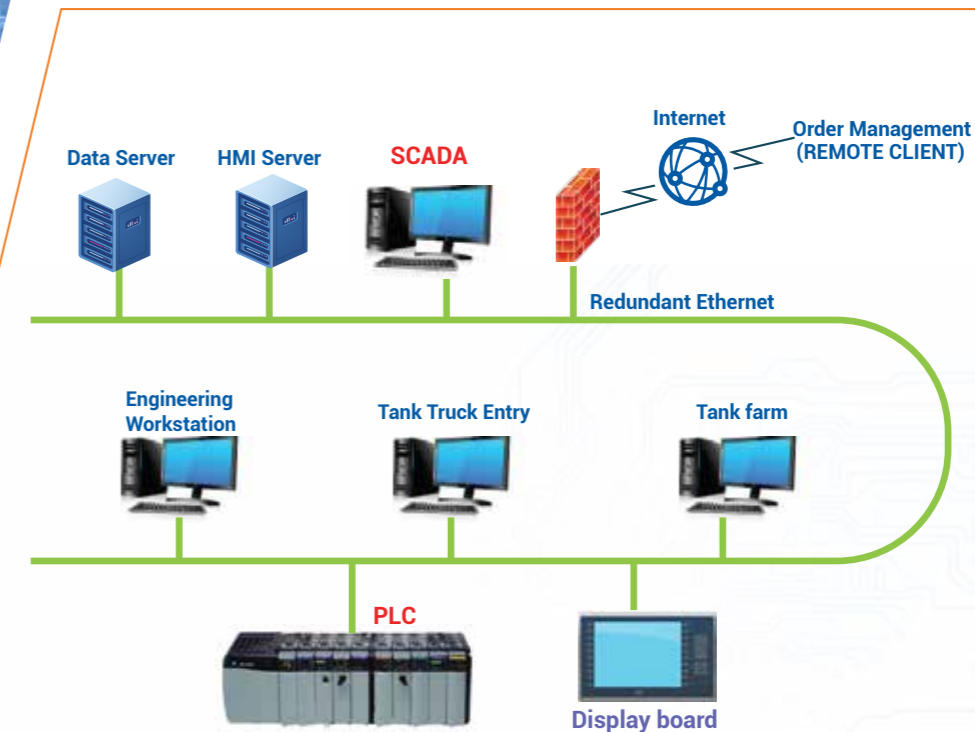 Internet
Order Management
(REMOTE CLIENT)
Data Server
HMI Server
SCADA
Redundant Ethernet
Engineering
Workstation
Tank Truck Entry
Tank farm
PLC
Display board